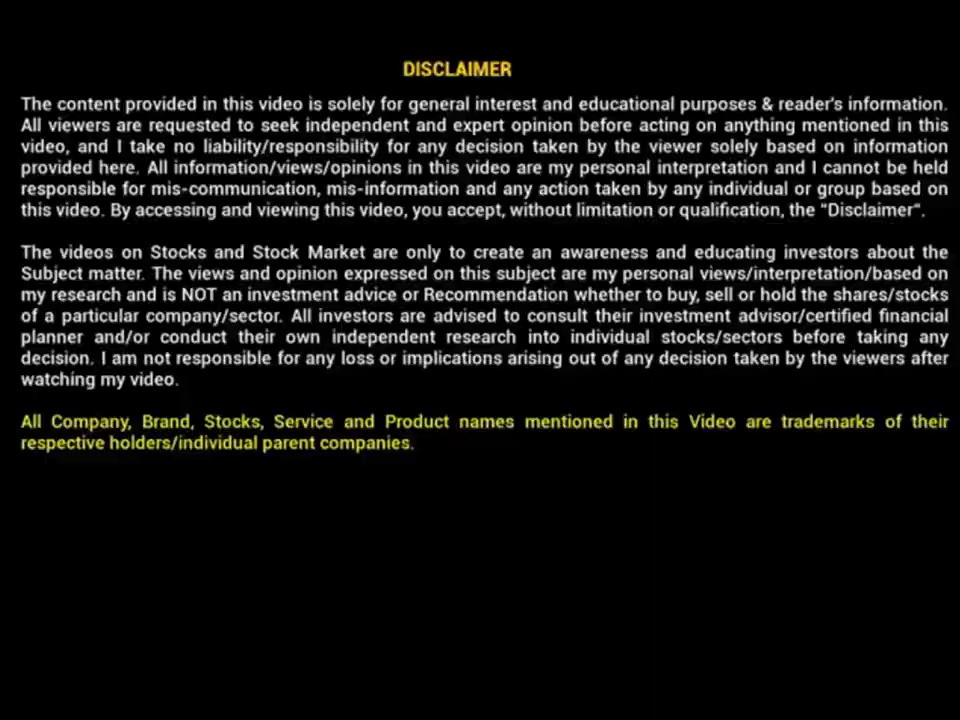 DISCLAIMER
The content provided in this video is solely for general interest and educational purposes & reader's information.
All viewers are requested to seek independent and expert opinion before acting on anything mentioned in this
video, and I take no liability/responsibility for any decision taken by the viewer solely based on information
provided here. All information/views/opinions in this video are my personal interpretation and I cannot be held
responsible for mis-communication, mis-information and any action taken by any individual or group based on
this video. By accessing and viewing this video, you accept, without limitation or qualification, the "Disclaimer".
The videos on Stocks and Stock Market are only to create an awareness and educating investors about the
Subject matter. The views and opinion expressed on this subject are my personal views/interpretation/based on
my research and is NOT an investment advice or Recommendation whether to buy, sell or hold the shares/stocks
of a particular company/sector. All investors are advised to consult their investment advisor/certified financial
planner and/or conduct their own independent research into individual stocks/sectors before taking any
decision. I am not responsible for any loss or implications arising out of any decision taken by the viewers after
watching my video.
All Company, Brand, Stocks, Service and Product names mentioned in this Video are trademarks of their
respective holders/individual parent companies.